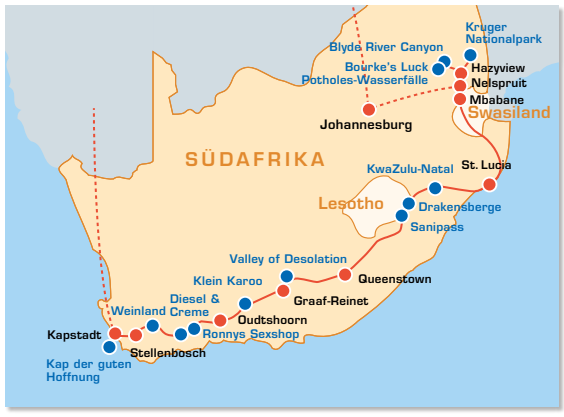 Kruger
Nationalpark
Blyde River Canyon
Bourke's Luck
Potholes-Wasserfälle
Hazyview
Nelspruit
Mbabane
Swasiland
Johannesburg
SÜDAFRIKA
St. Lucia
KwaZulu-Natal
Lesotho
Drakensberge
Sanipass
Valley of Desolation
Queenstown
Klein Karoo
Graaf-Reinet
Diesel &
Creme
Weinland
Oudtshoorn
Ronnys Sexshop
Kapstadt
Stellenbosch
Kap der guten
Hoffnung